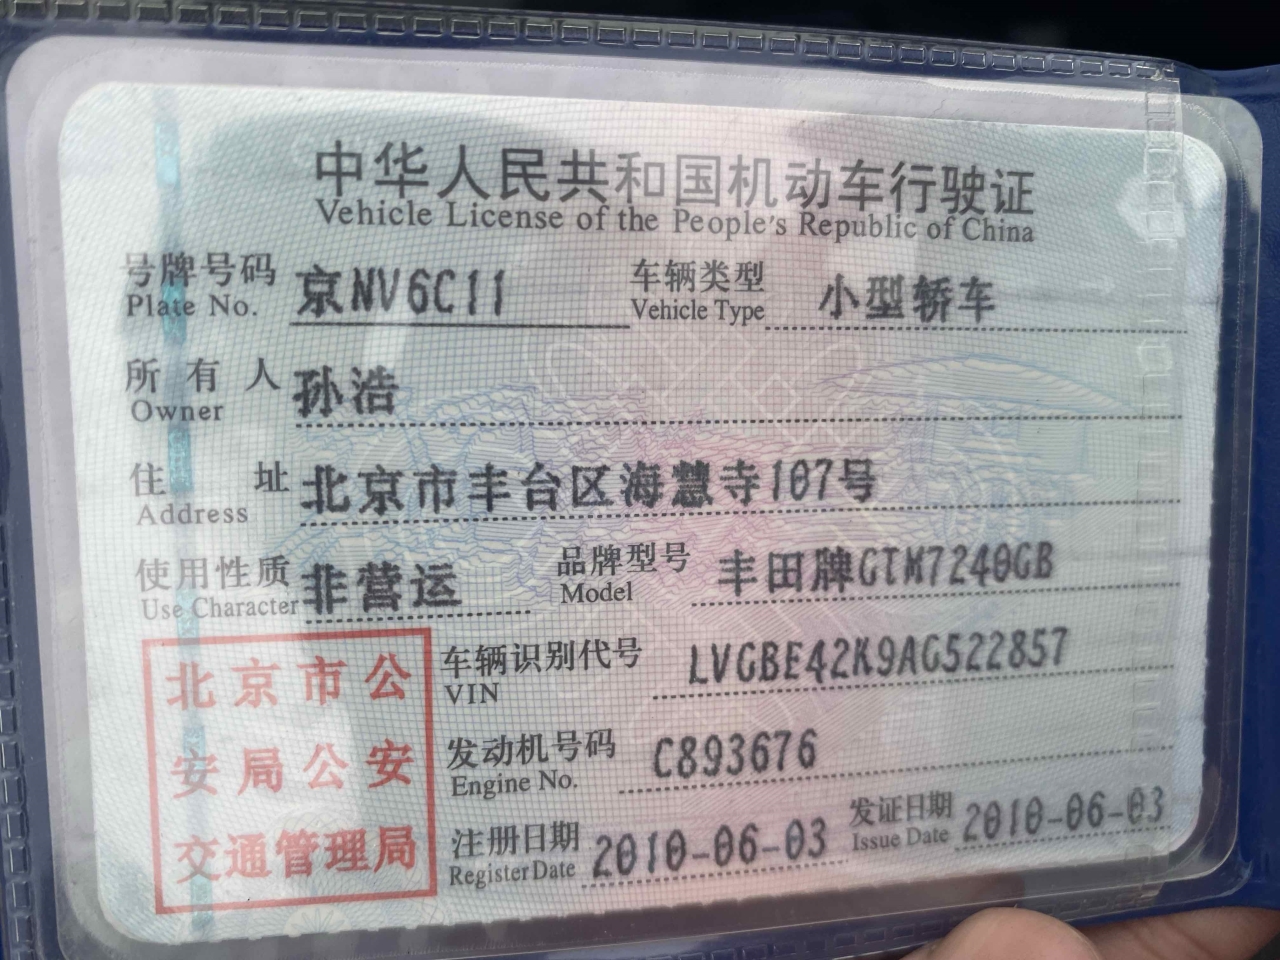 中华人民共和国机动车行驶证
Vehicle License of the People's Republic of China
号牌号码 京NV6C11 车辆类型 小型轿车
Plate No. Vehicle Type
所有人 孙浩
Owner
住址 北京市丰台区海慧寺107号
Address
使用性质 非营运 品牌型号 丰田牌GTM7240GB
Use Character Model
车辆识别代号 LVGBE42K9AG522857
VIN
发动机号码 C893676
Engine No.
注册日期 2010-06-03 发证日期 2010-06-03
Register Date Issue Date
北京市公
安局公安
交通管理局